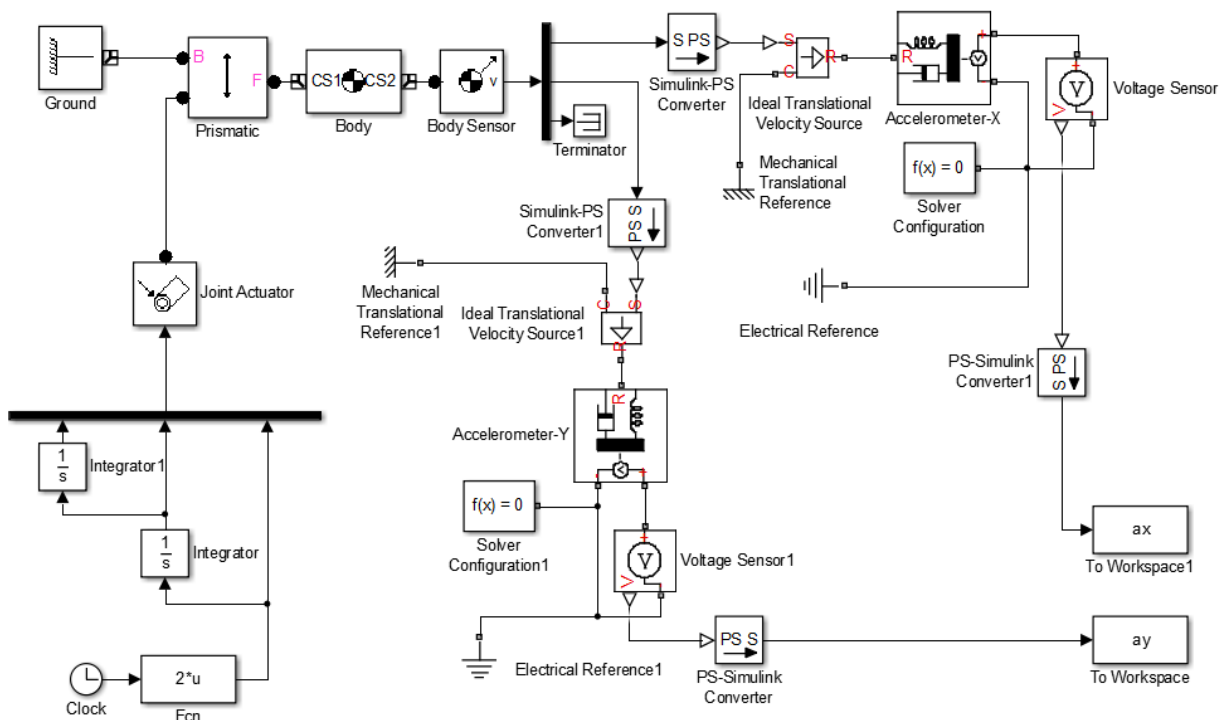 Ground
B
F
Prismatic
CS1
CS2
Body
v
Body Sensor
Terminator
S PS
Simulink-PS
Converter
S
C
R
Ideal Translational
Velocity Source
R
+
-
Accelerometer-X
V
+
-
V
Voltage Sensor
Mechanical
Translational
Reference
f(x) = 0
Solver
Configuration
Electrical Reference
Simulink-PS
Converter1
S PS
Joint Actuator
Mechanical
Translational
Reference1
C
S
R
Ideal Translational
Velocity Source1
S PS
PS-Simulink
Converter1
R
-
+
Accelerometer-Y
1
s
Integrator1
1
s
Integrator
f(x) = 0
Solver
Configuration1
V
+
-
V
Voltage Sensor1
ax
To Workspace1
Electrical Reference1
PS S
PS-Simulink
Converter
ay
To Workspace
Clock
2*u
Fcn